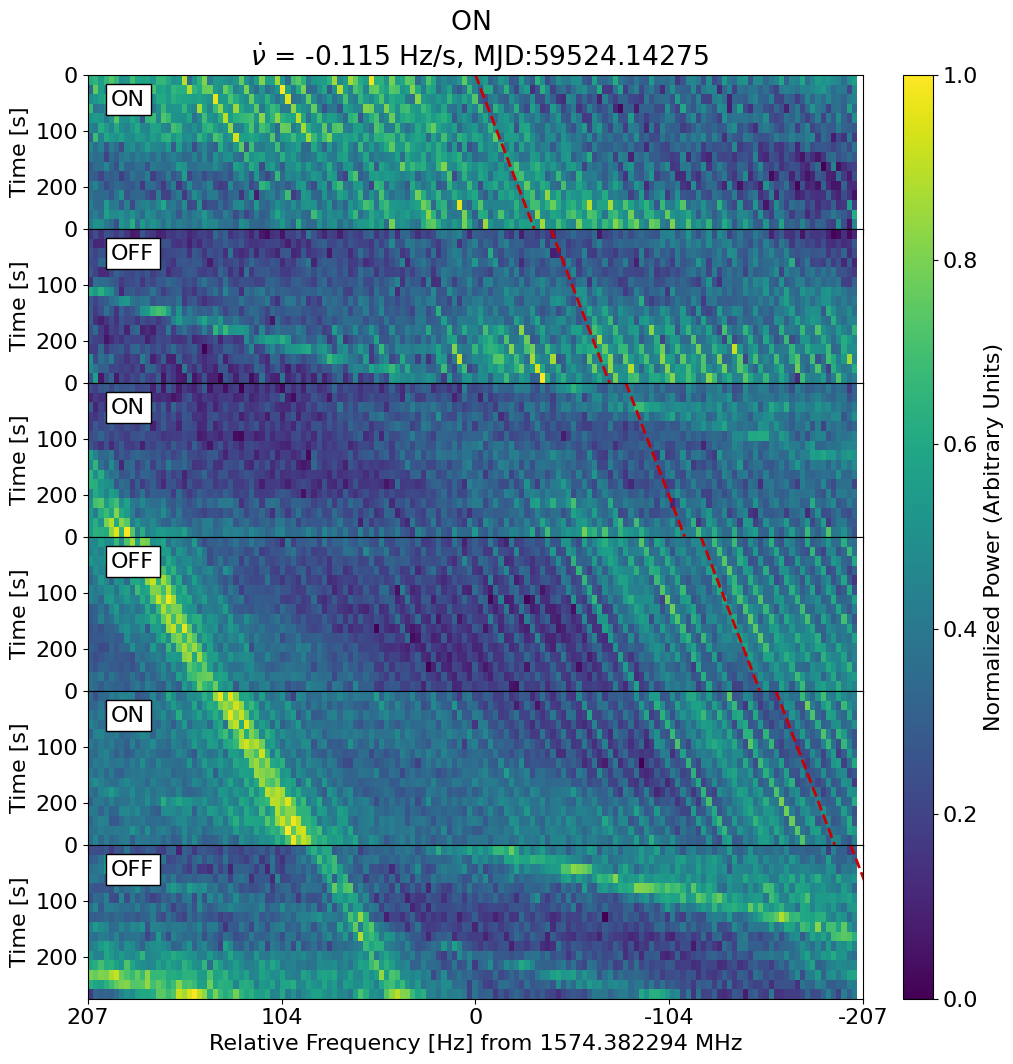 ON
ν̇ = -0.115 Hz/s, MJD:59524.14275
ON
OFF
ON
OFF
ON
OFF
Time [s]
0
100
200
Time [s]
0
100
200
Time [s]
0
100
200
Time [s]
0
100
200
Time [s]
0
100
200
Time [s]
0
100
200
207
104
0
-104
-207
Relative Frequency [Hz] from 1574.382294 MHz
1.0
0.8
0.6
0.4
0.2
0.0
Normalized Power (Arbitrary Units)